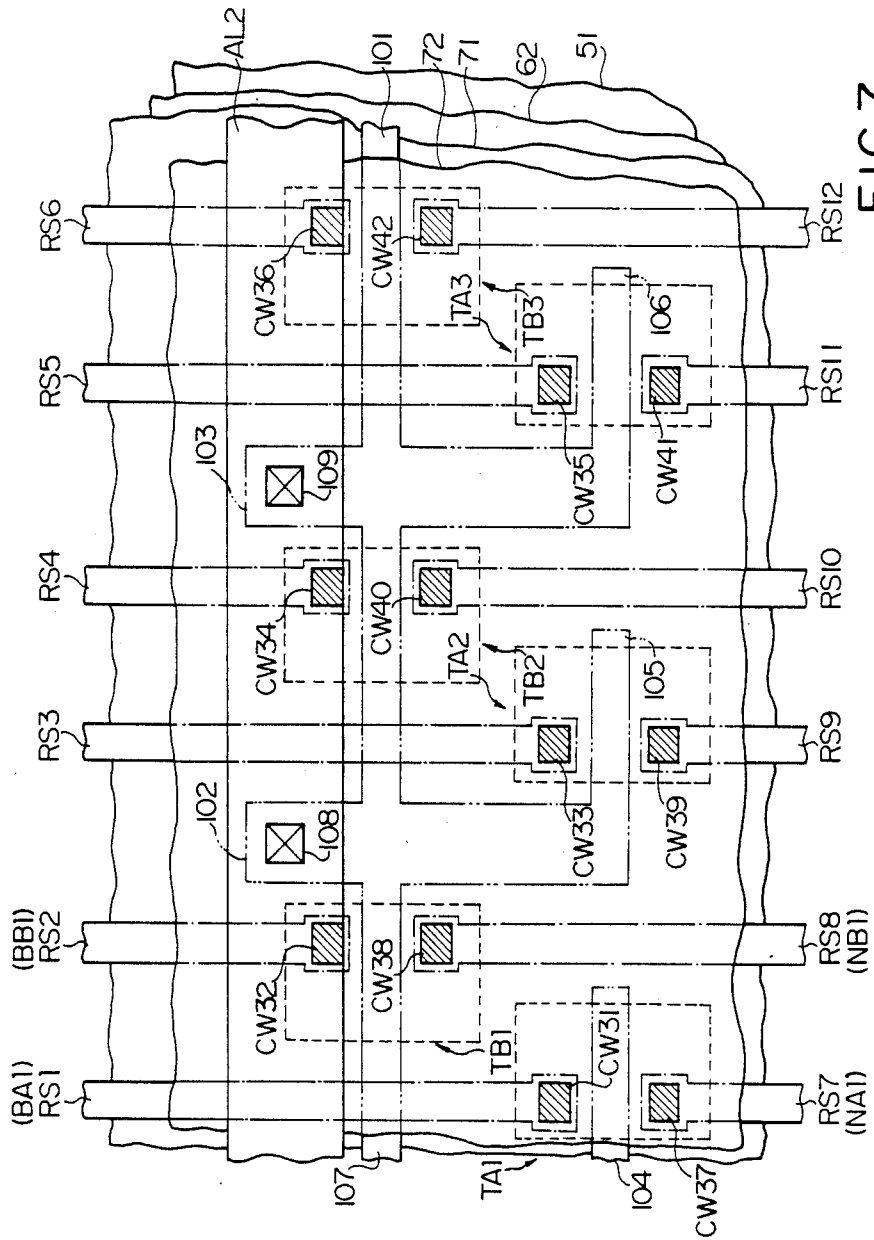 (BA1) (BB1)
RS1 RS2 RS3 RS4 RS5 RS6
102 103
AL2
101
72
71
62
51
CW32 CW34 CW36
108 109
107
CW38 CW40 CW42
TB1 TA2 TB2 TA3 TB3
CW31 CW33 CW35
TA1
104 105 106
CW37 CW39 CW41
RS7 RS8 RS9 RS10 RS11 RS12
(NA1) (NB1)